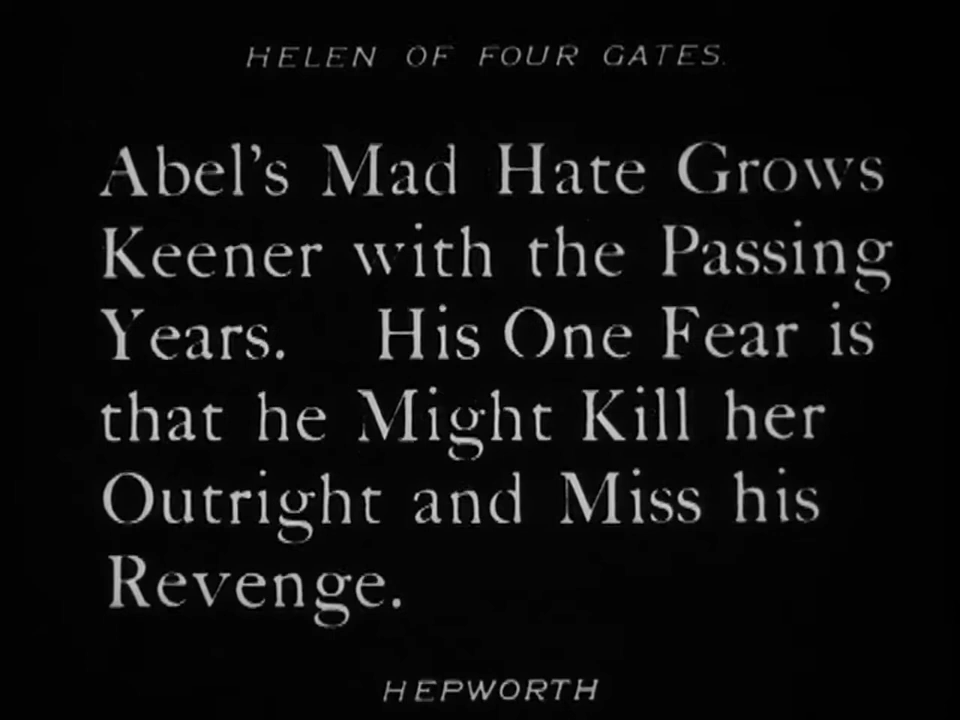 HELEN OF FOUR GATES.
Abel's Mad Hate Grows
Keener with the Passing
Years. His One Fear is
that he Might Kill her
Outright and Miss his
Revenge.
HEPWORTH